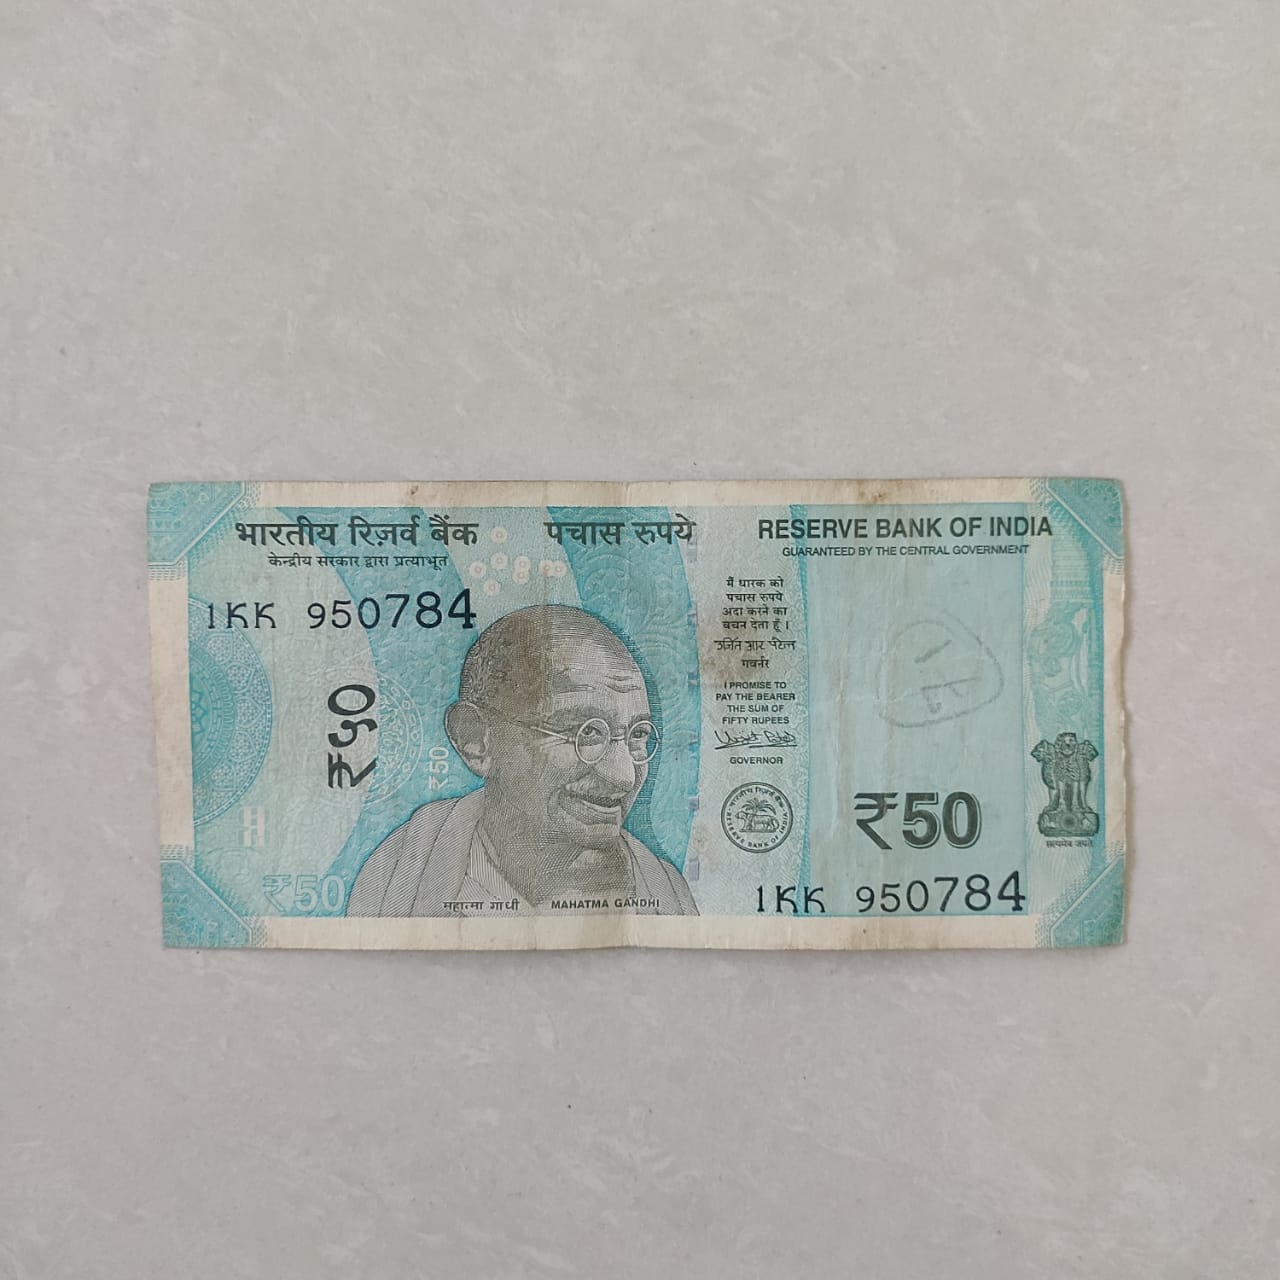 भारतीय रिज़र्व बैंक
केन्द्रीय सरकार द्वारा प्रत्याभूत
पचास रुपये
RESERVE BANK OF INDIA
GUARANTEED BY THE CENTRAL GOVERNMENT
1KK 950784
₹५०
₹50
₹50
महात्मा गांधी
MAHATMA GANDHI
मैं धारक को
पचास रुपये
अदा करने का
वचन देता हूँ ।
उर्जित आर पटेल
गवर्नर
I PROMISE TO
PAY THE BEARER
THE SUM OF
FIFTY RUPEES
GOVERNOR
भारतीय रिज़र्व बैंक
RESERVE BANK OF INDIA
₹50
सत्यमेव जयते
1KK 950784